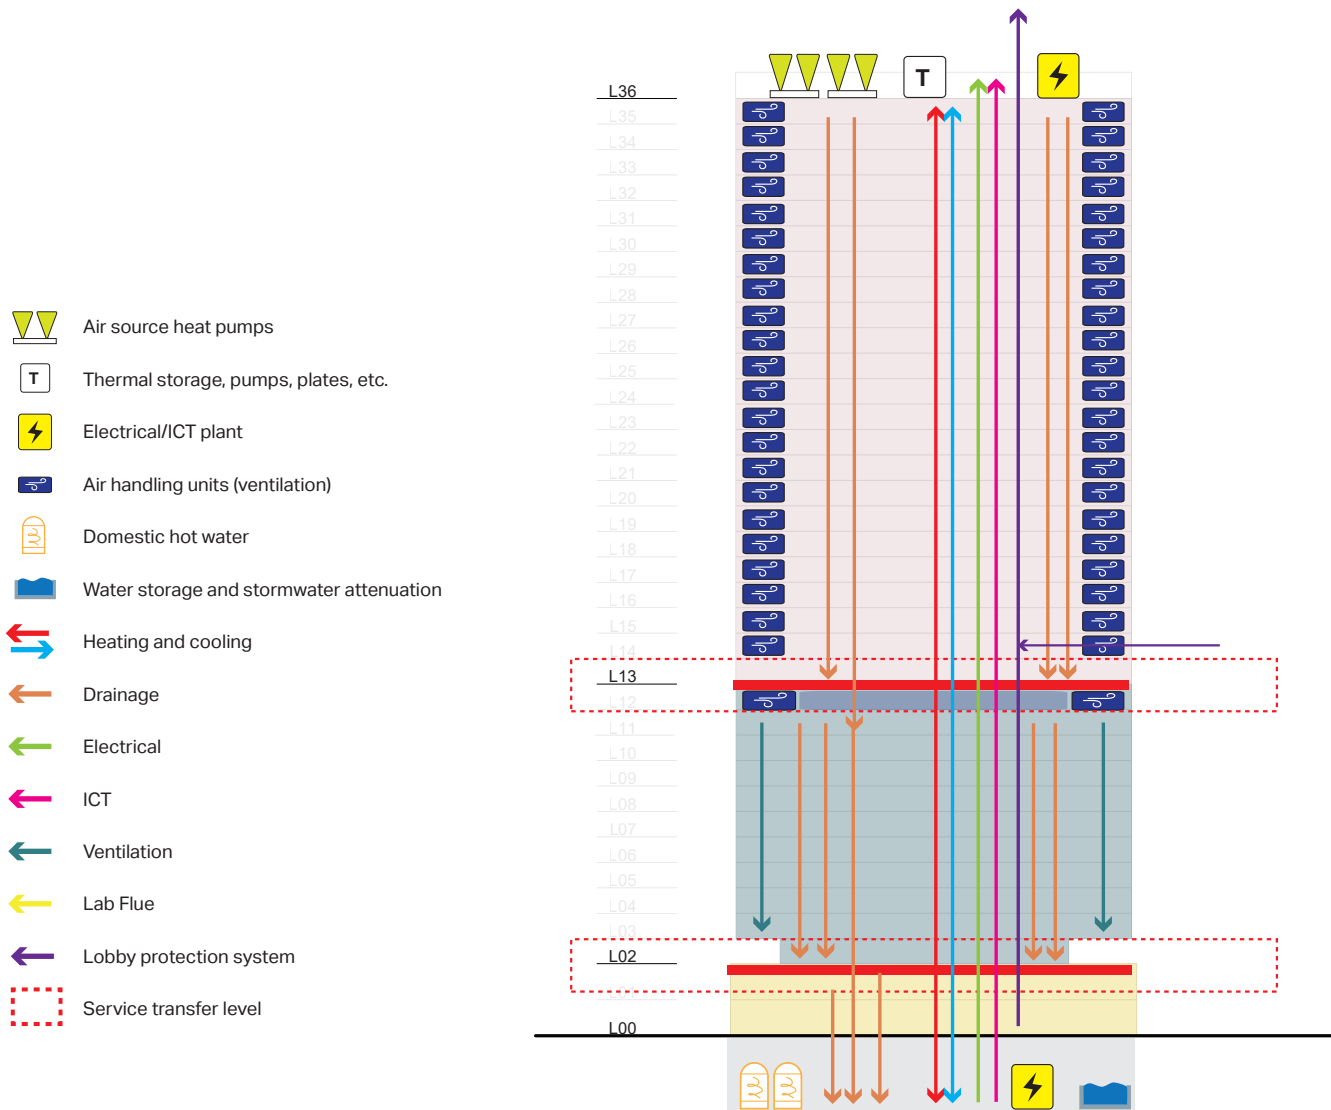 Air source heat pumps
T
Thermal storage, pumps, plates, etc.
Electrical/ICT plant
Air handling units (ventilation)
Domestic hot water
Water storage and stormwater attenuation
Heating and cooling
Drainage
Electrical
ICT
Ventilation
Lab Flue
Lobby protection system
Service transfer level
T
L36
L35
L34
L33
L32
L31
L30
L29
L28
L27
L26
L25
L24
L23
L22
L21
L20
L19
L18
L17
L16
L15
L14
L13
L12
L11
L10
L09
L08
L07
L06
L05
L04
L03
L02
L01
L00